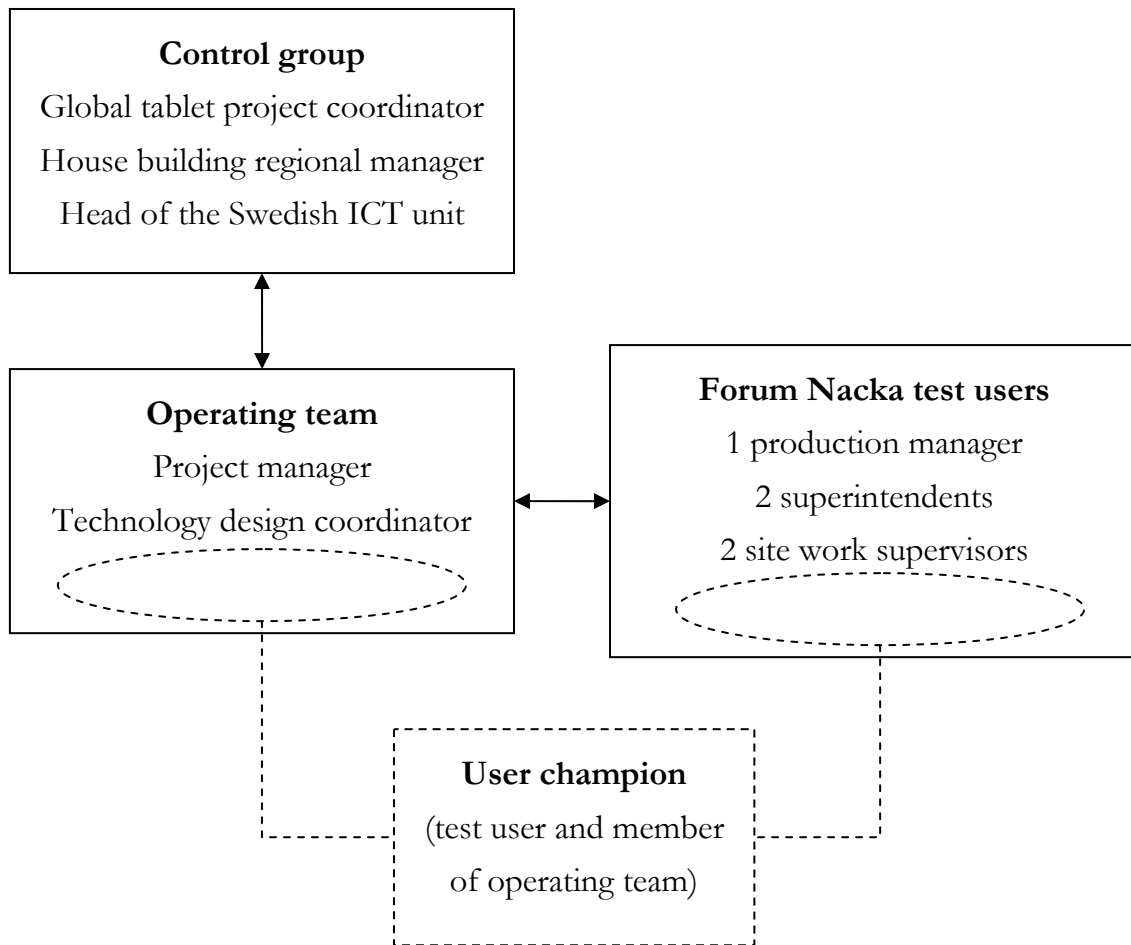 Control group
Global tablet project coordinator
House building regional manager
Head of the Swedish ICT unit
Operating team
Project manager
Technology design coordinator
Forum Nacka test users
1 production manager
2 superintendents
2 site work supervisors
User champion
(test user and member
of operating team)